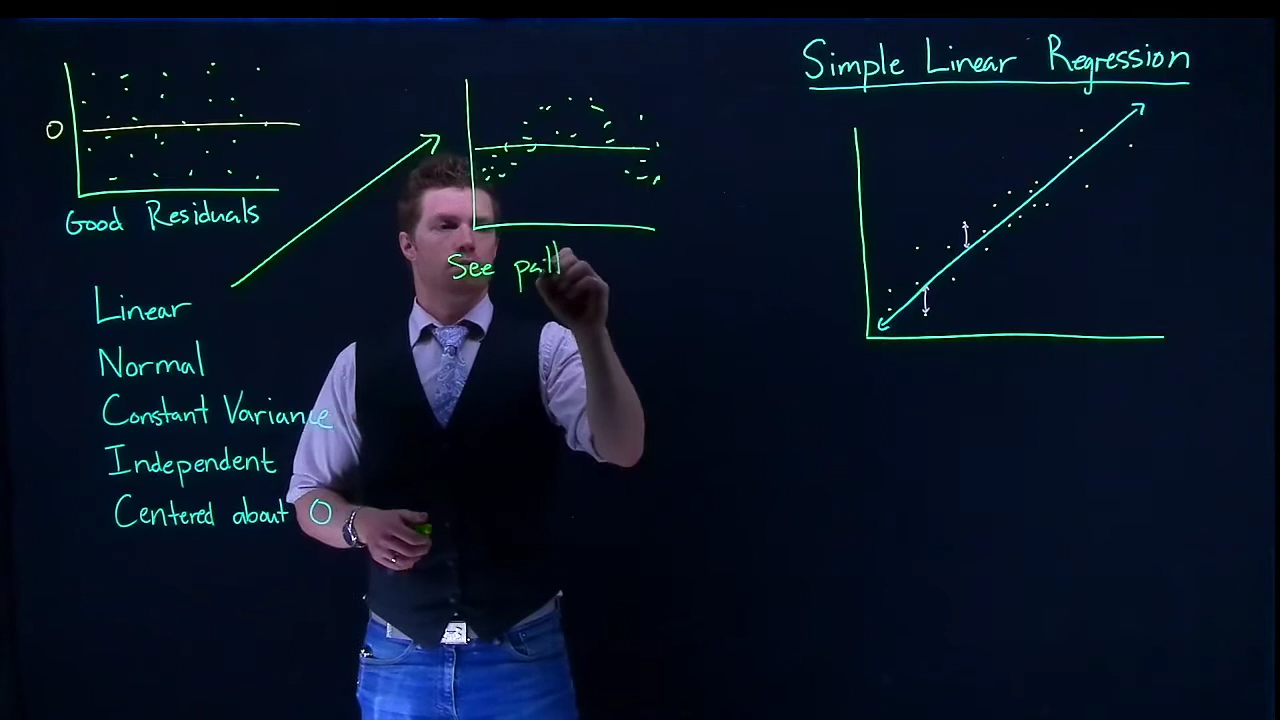 Simple Linear Regression
0
Good Residuals
See patt
Linear
Normal
Constant Variance
Independent
Centered about 0